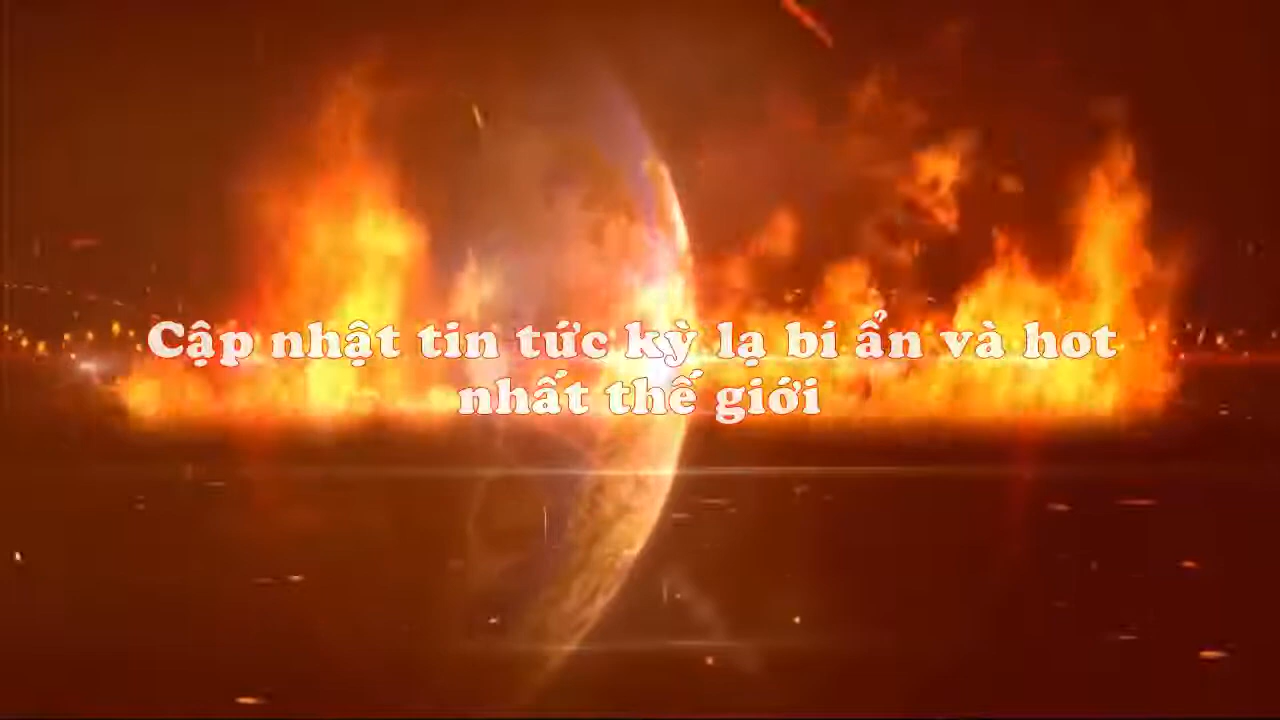 Cập nhật tin tức kỳ lạ bí ẩn và hot
nhất thế giới